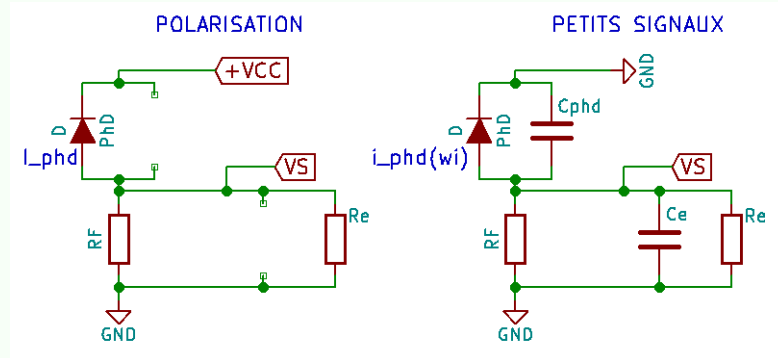 POLARISATION
+VCC
D
PhD
I_phd
VS
RF
Re
GND
PETITS SIGNAUX
GND
Cphd
D
PhD
i_phd(wi)
VS
RF
Ce
Re
GND